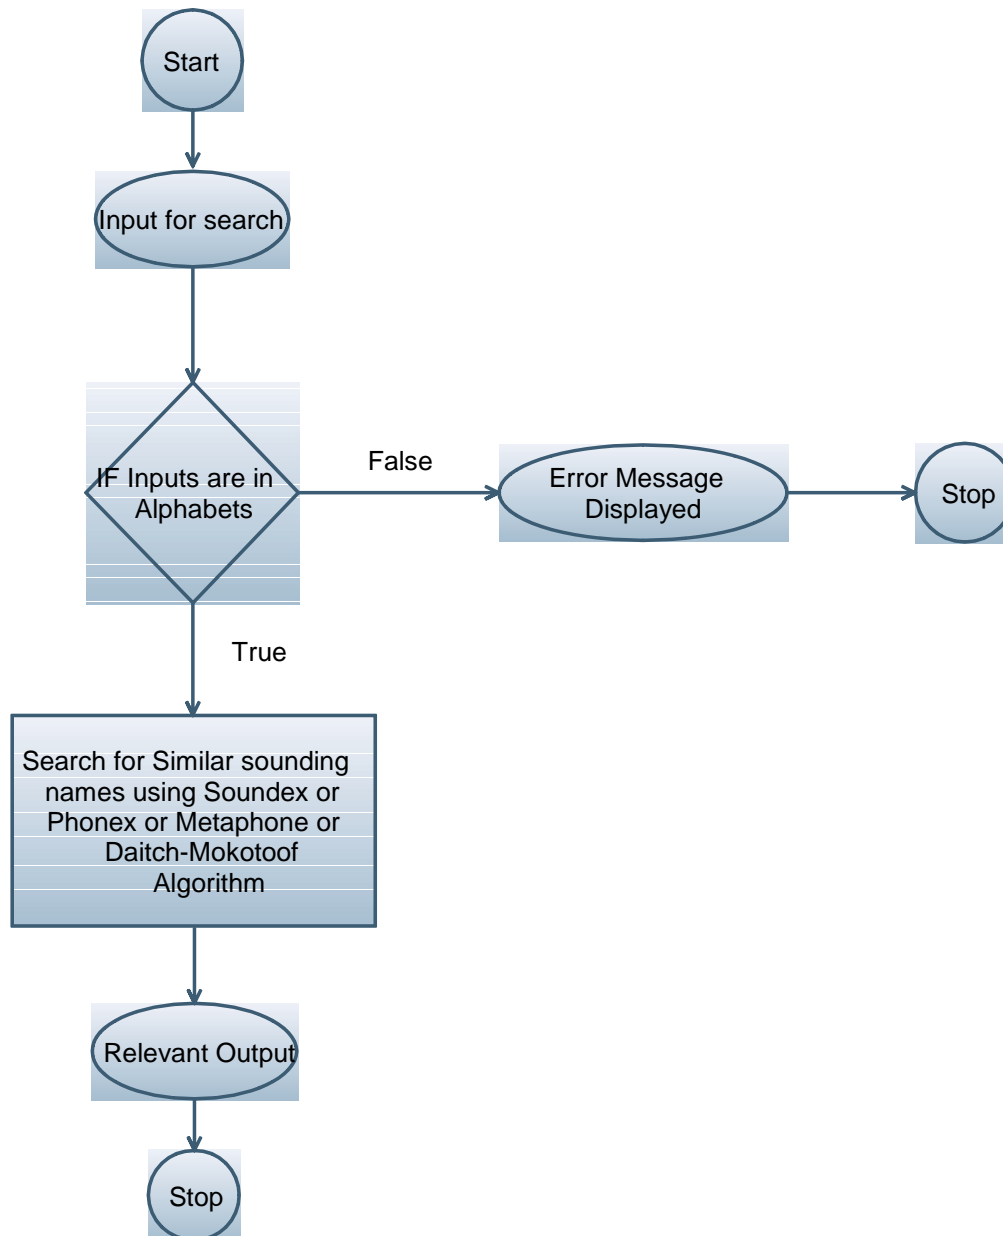 Start
Input for search
IF Inputs are in
Alphabets
False
Error Message
Displayed
Stop
True
Search for Similar sounding
names using Soundex or
Phonex or Metaphone or
Daitch-Mokotoof
Algorithm
Relevant Output
Stop